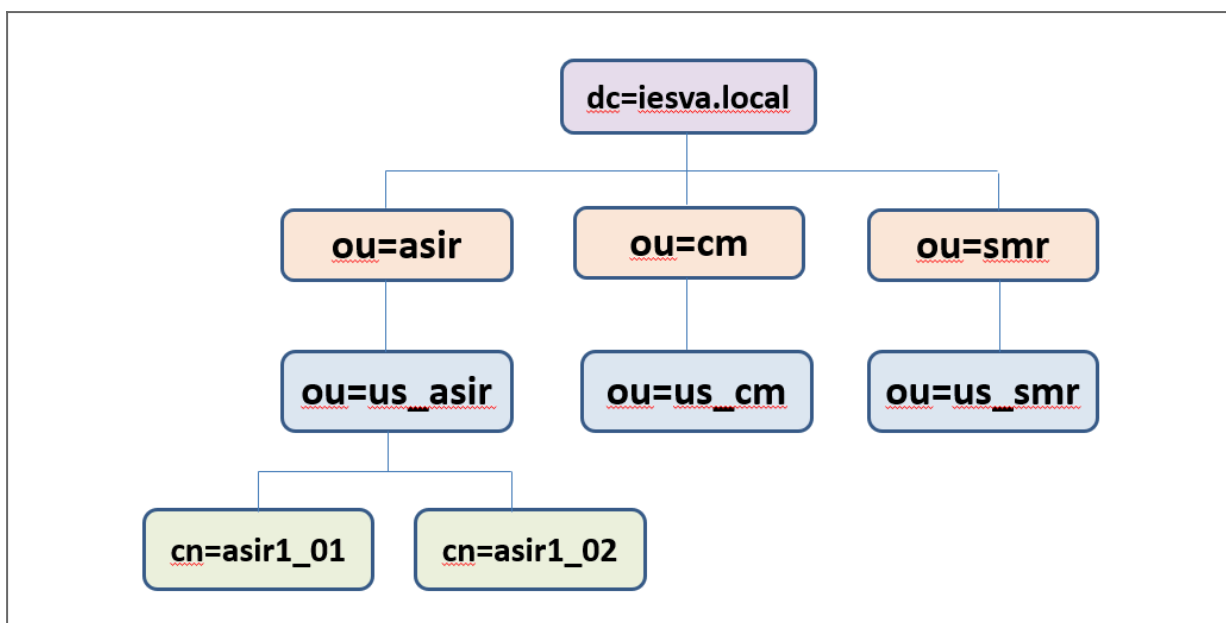 dc=iesva.local
ou=asir
ou=cm
ou=smr
ou=us_asir
ou=us_cm
ou=us_smr
cn=asir1_01
cn=asir1_02